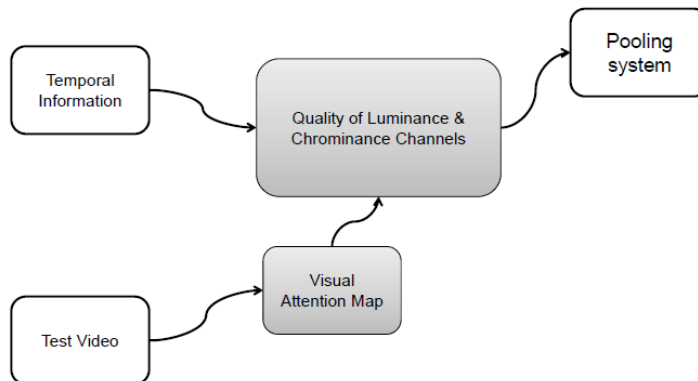 Temporal
Information
Quality of Luminance &
Chrominance Channels
Pooling
system
Visual
Attention Map
Test Video